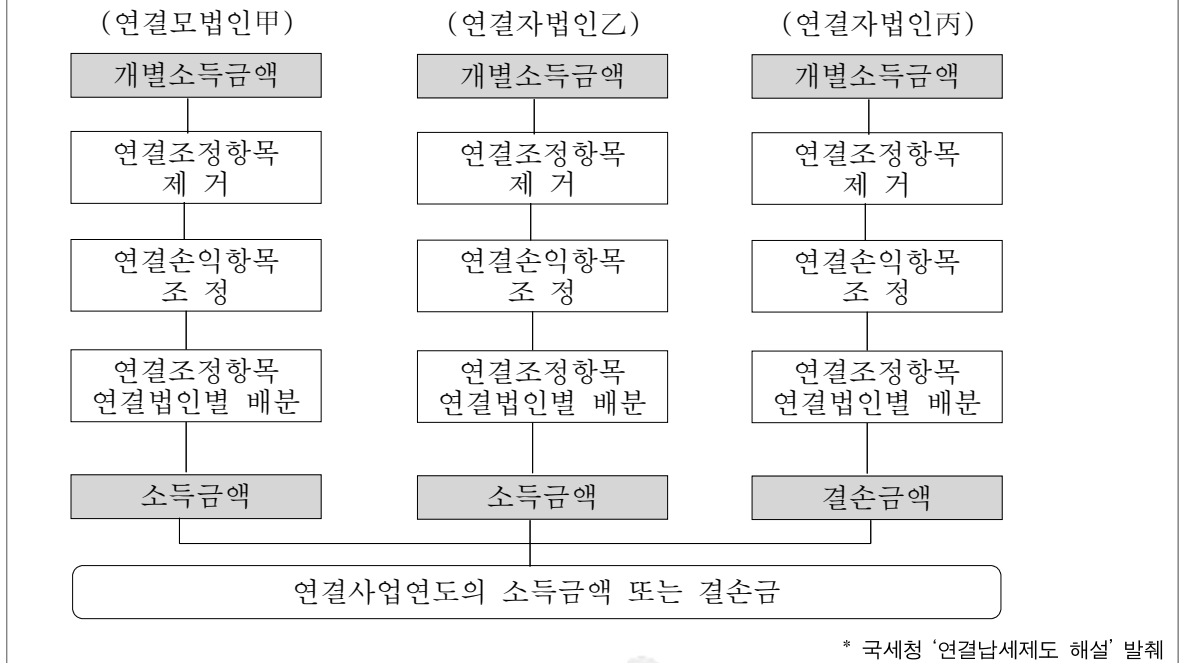 (연결모법인甲) (연결자법인乙) (연결자법인丙)
개별소득금액 개별소득금액 개별소득금액
연결조정항목 연결조정항목 연결조정항목
제 거 제 거 제 거
연결손익항목 연결손익항목 연결손익항목
조 정 조 정 조 정
연결조정항목 연결조정항목 연결조정항목
연결법인별 배분 연결법인별 배분 연결법인별 배분
소득금액 소득금액 결손금액
연결사업연도의 소득금액 또는 결손금
* 국세청 ‘연결납세제도 해설’ 발췌